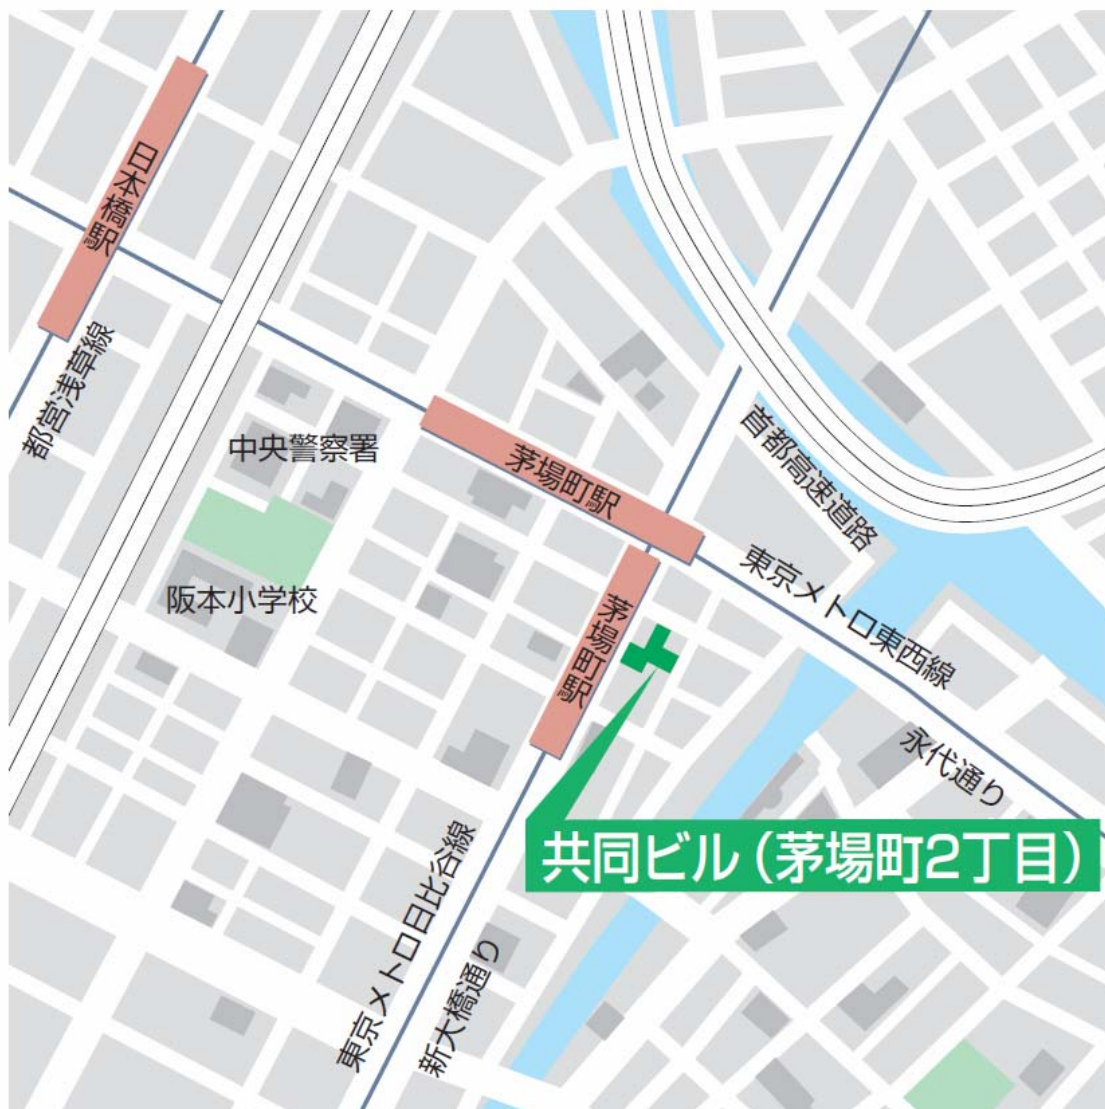 日本橋駅
都営浅草線
中央警察署
茅場町駅
首都高速道路
阪本小学校
茅場町駅
東京メトロ東西線
永代通り
共同ビル（茅場町2丁目）
東京メトロ日比谷線
新大橋通り